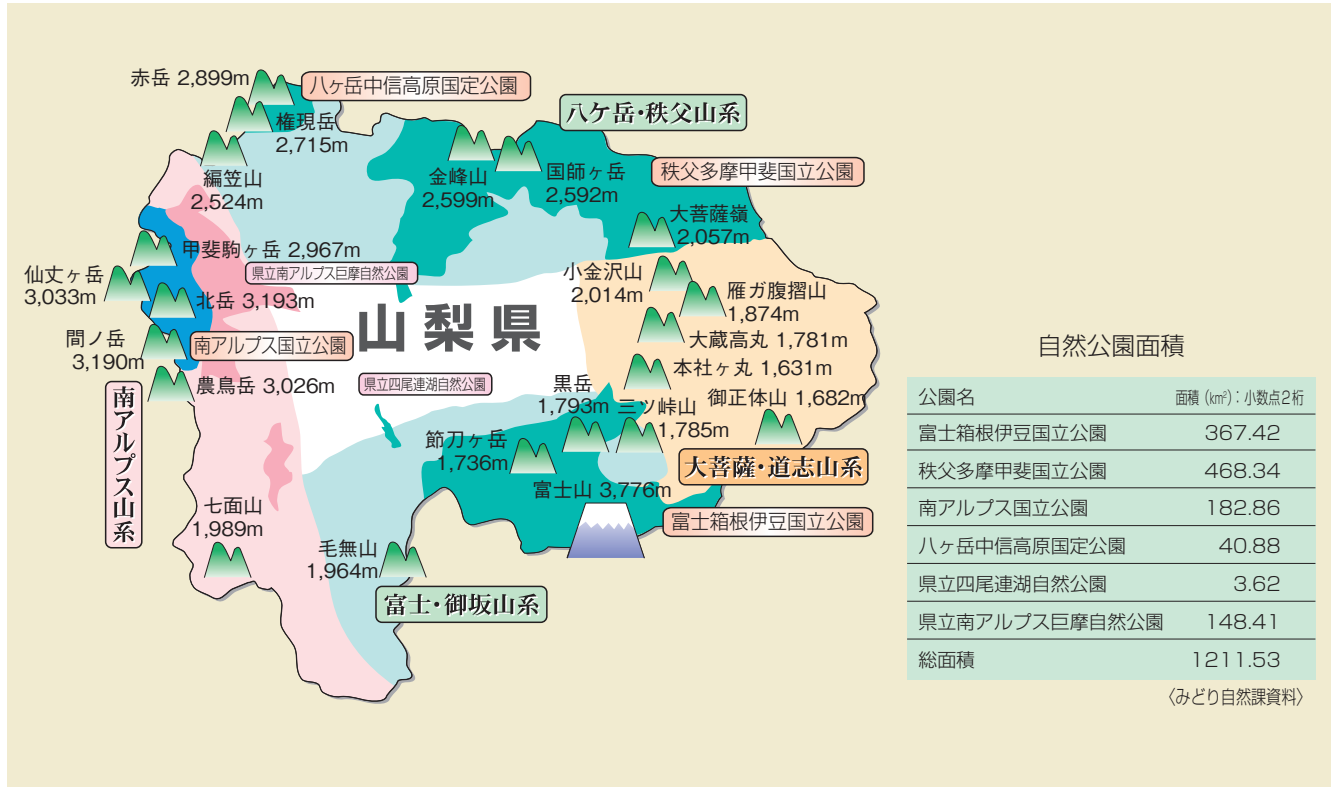 赤岳 2,899m
八ヶ岳中信高原国定公園
権現岳
2,715m
八ケ岳・秩父山系
編笠山
2,524m
金峰山
2,599m
国師ヶ岳
2,592m
秩父多摩甲斐国立公園
大菩薩嶺
2,057m
甲斐駒ヶ岳 2,967m
仙丈ヶ岳
3,033m
県立南アルプス巨摩自然公園
北岳 3,193m
小金沢山
2,014m
雁ガ腹摺山
1,874m
山梨県
間ノ岳
3,190m
南アルプス国立公園
大蔵高丸 1,781m
本社ヶ丸 1,631m
農鳥岳 3,026m
県立四尾連湖自然公園
黒岳
1,793m
三ツ峠山
1,785m
御正体山 1,682m
南アルプス山系
節刀ヶ岳
1,736m
大菩薩・道志山系
富士山 3,776m
富士箱根伊豆国立公園
七面山
1,989m
毛無山
1,964m
富士・御坂山系
自然公園面積
公園名 面積 (km²):小数点2桁
富士箱根伊豆国立公園 367.42
秩父多摩甲斐国立公園 468.34
南アルプス国立公園 182.86
八ヶ岳中信高原国定公園 40.88
県立四尾連湖自然公園 3.62
県立南アルプス巨摩自然公園 148.41
総面積 1211.53
〈みどり自然課資料〉